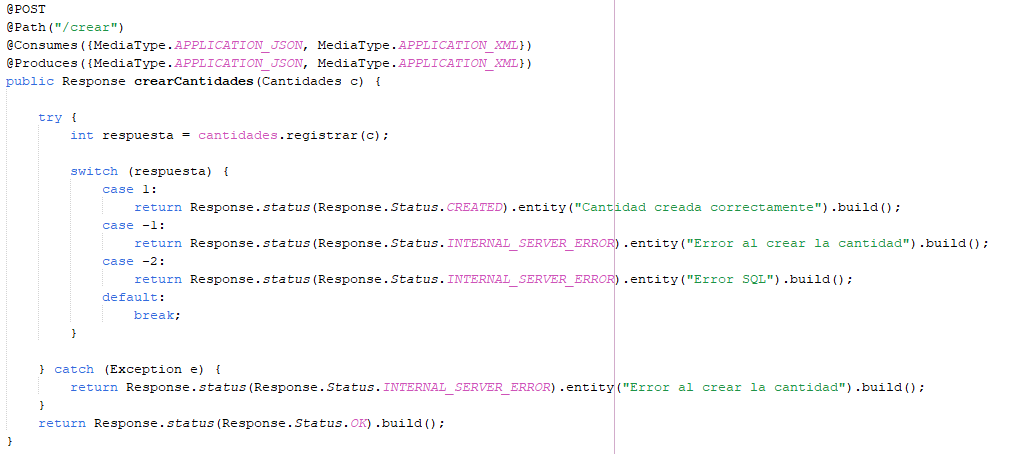 @POST
@Path("/crear")
@Consumes({MediaType.APPLICATION_JSON, MediaType.APPLICATION_XML})
@Produces({MediaType.APPLICATION_JSON, MediaType.APPLICATION_XML})
public Response crearCantidades(Cantidades c) {
try {
int respuesta = cantidades.registrar(c);
switch (respuesta) {
case 1:
return Response.status(Response.Status.CREATED).entity("Cantidad creada correctamente").build();
case -1:
return Response.status(Response.Status.INTERNAL_SERVER_ERROR).entity("Error al crear la cantidad").build();
case -2:
return Response.status(Response.Status.INTERNAL_SERVER_ERROR).entity("Error SQL").build();
default:
break;
}
} catch (Exception e) {
return Response.status(Response.Status.INTERNAL_SERVER_ERROR).entity("Error al crear la cantidad").build();
}
return Response.status(Response.Status.OK).build();
}